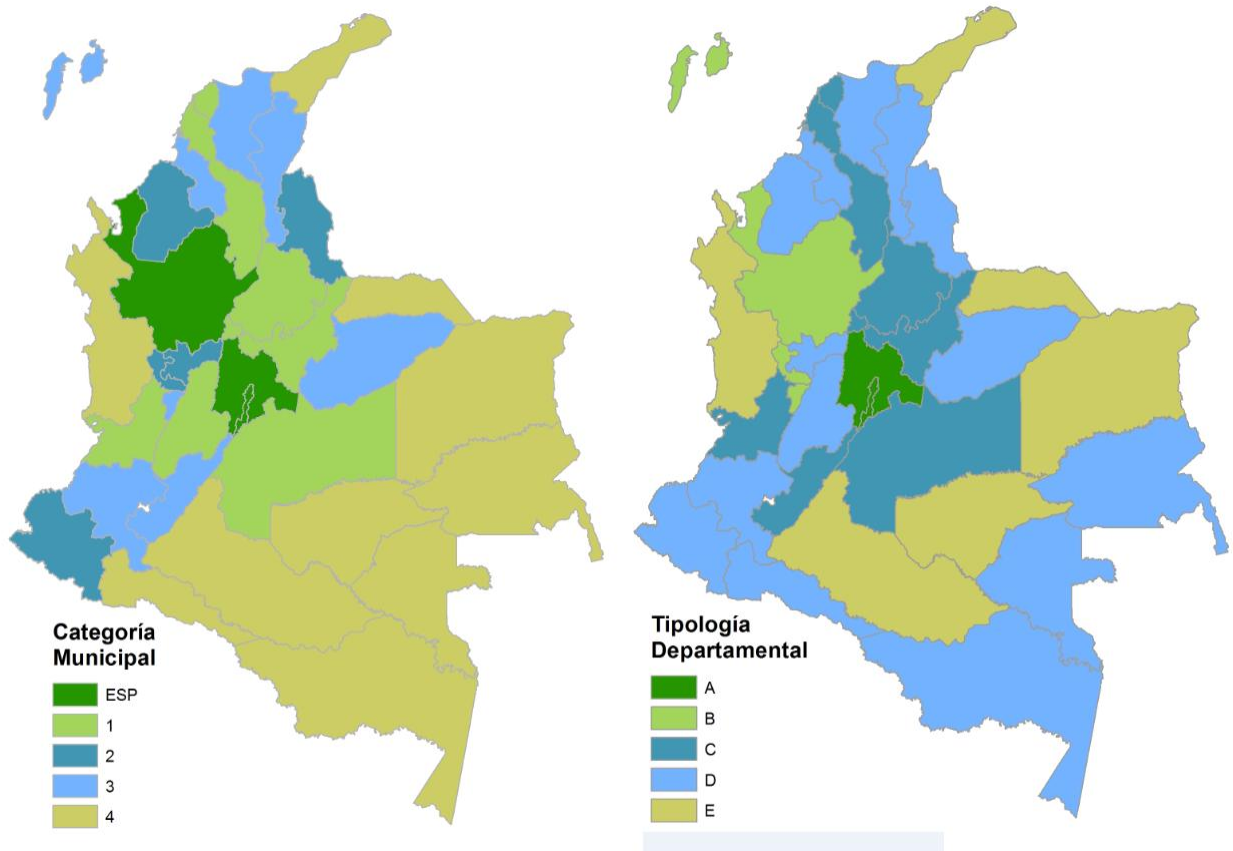 Categoría
Municipal
ESP
1
2
3
4
Tipología
Departamental
A
B
C
D
E